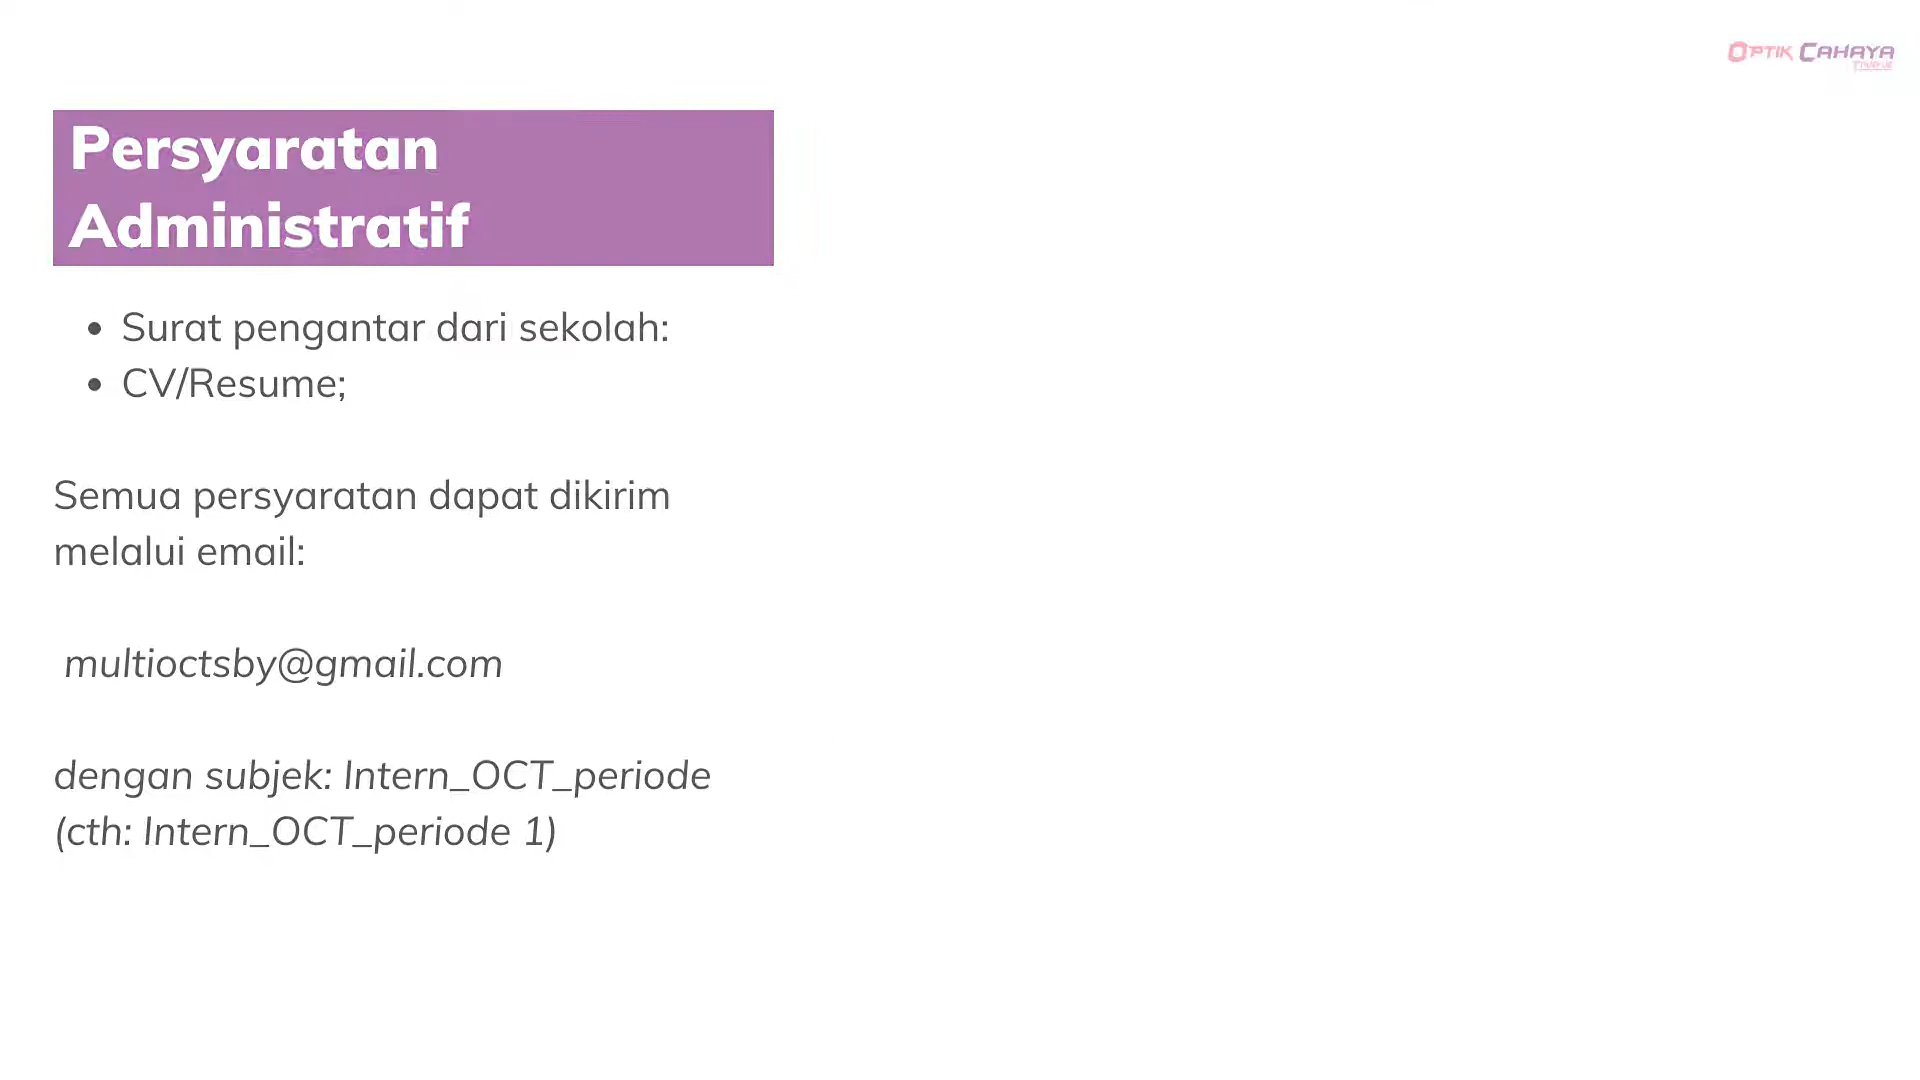 OPTIK CAHAYA
Persyaratan
Administratif
• Surat pengantar dari sekolah:
• CV/Resume;
Semua persyaratan dapat dikirim
melalui email:
multioctsby@gmail.com
dengan subjek: Intern_OCT_periode
(cth: Intern_OCT_periode 1)